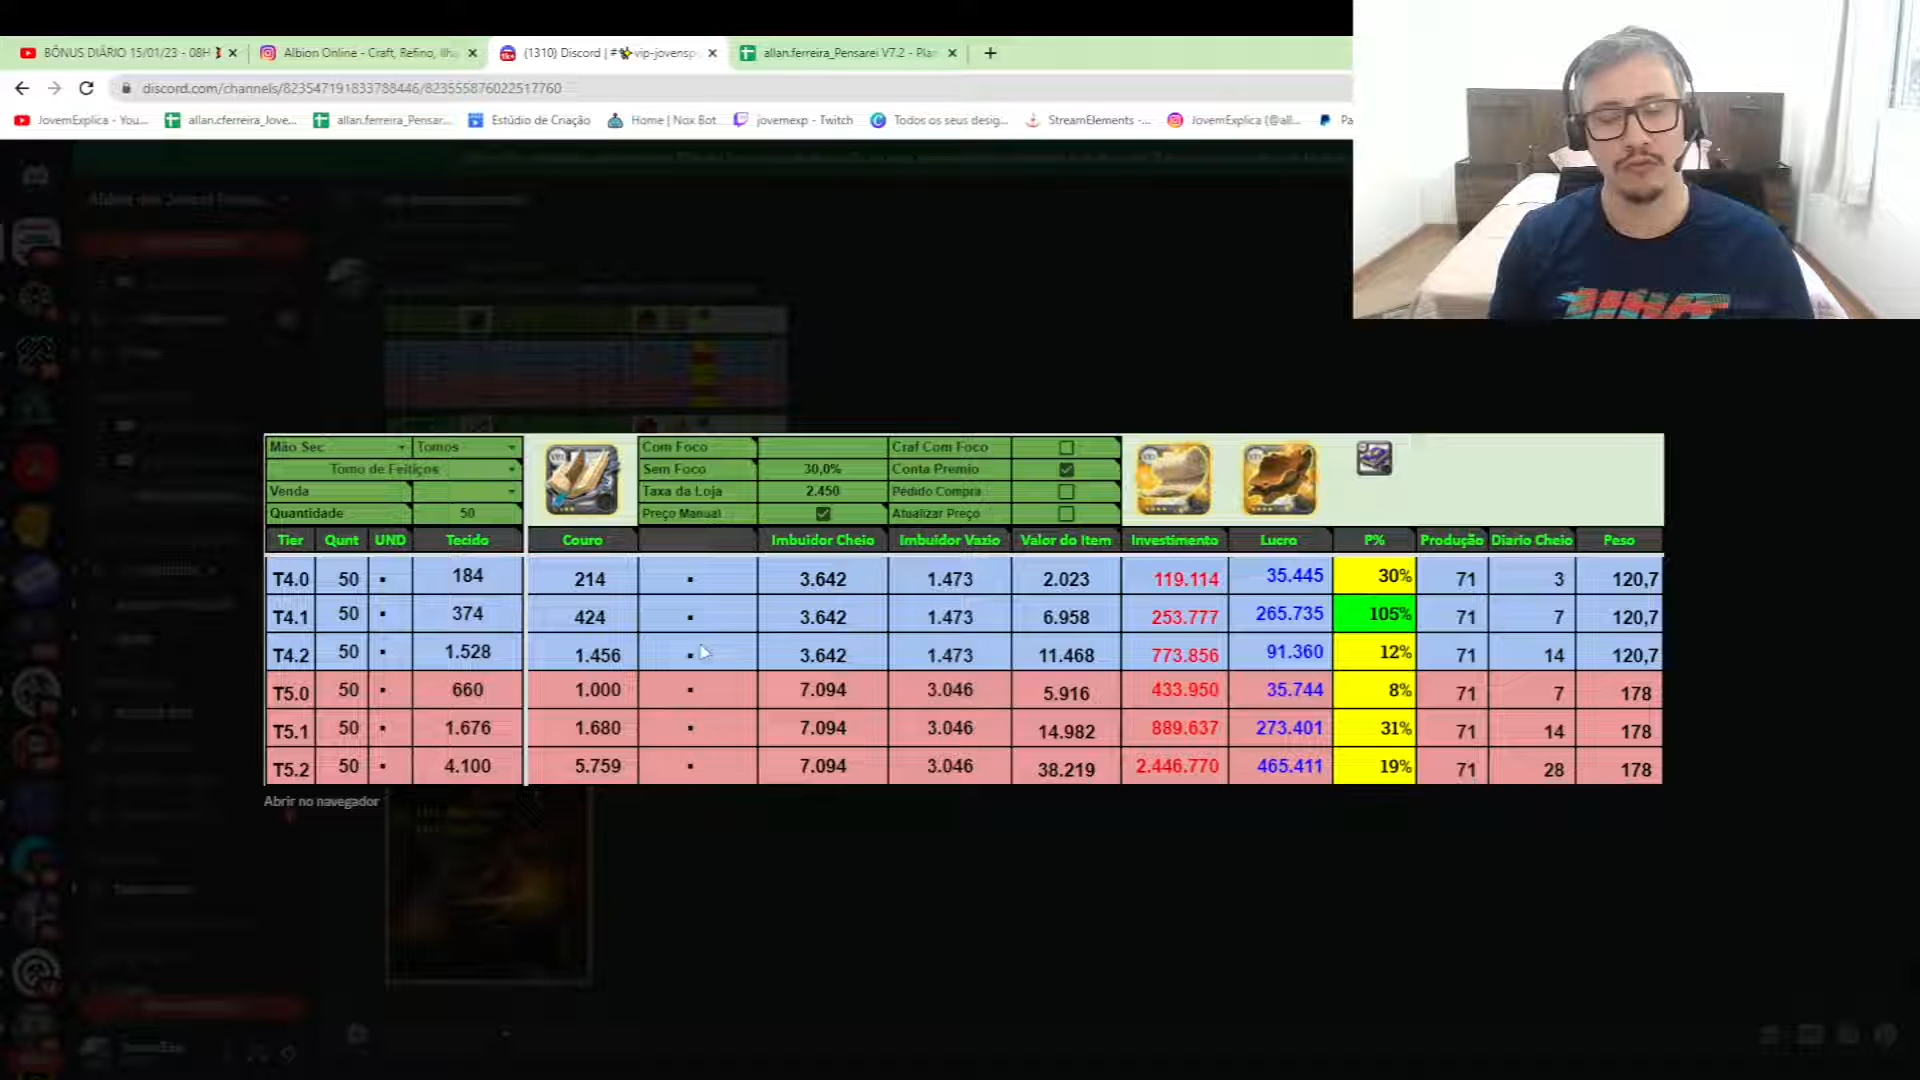 BÔNUS DIÁRIO 15/01/23 - 08H
Albion Online - Craft, Refino, Ilha
(1310) Discord | #vip-jovensp
allan.ferreira_Pensarei V7.2 - Plan
discord.com/channels/823547191833788446/823555876022517760
JovemExplica - You...
allan.cferreira_Jove...
allan.ferreira_Pensar...
Estúdio de Criação
Home | Nox Bot
jovemexp - Twitch
Todos os seus desig...
StreamElements -...
JovemExplica (@all...
Pa
Mão Sec Tomos Com Foco Craf Com Foco
Tomo de Feitiços Sem Foco 30,0% Conta Premio
Venda Taxa da Loja 2.450 Pedido Compra
Quantidade 50 Preço Manual Atualizar Preço
Tier Qunt UND Tecido Couro Imbuidor Cheio Imbuidor Vazio Valor do Item Investimento Lucro P% Produção Diario Cheio Peso
T4.0 50 184 214 3.642 1.473 2.023 119.114 35.445 30% 71 3 120,7
T4.1 50 374 424 3.642 1.473 6.958 253.777 265.735 105% 71 7 120,7
T4.2 50 1.528 1.456 3.642 1.473 11.468 773.856 91.360 12% 71 14 120,7
T5.0 50 660 1.000 7.094 3.046 5.916 433.950 35.744 8% 71 7 178
T5.1 50 1.676 1.680 7.094 3.046 14.982 889.637 273.401 31% 71 14 178
T5.2 50 4.100 5.759 7.094 3.046 38.219 2.446.770 465.411 19% 71 28 178
Abrir no navegador